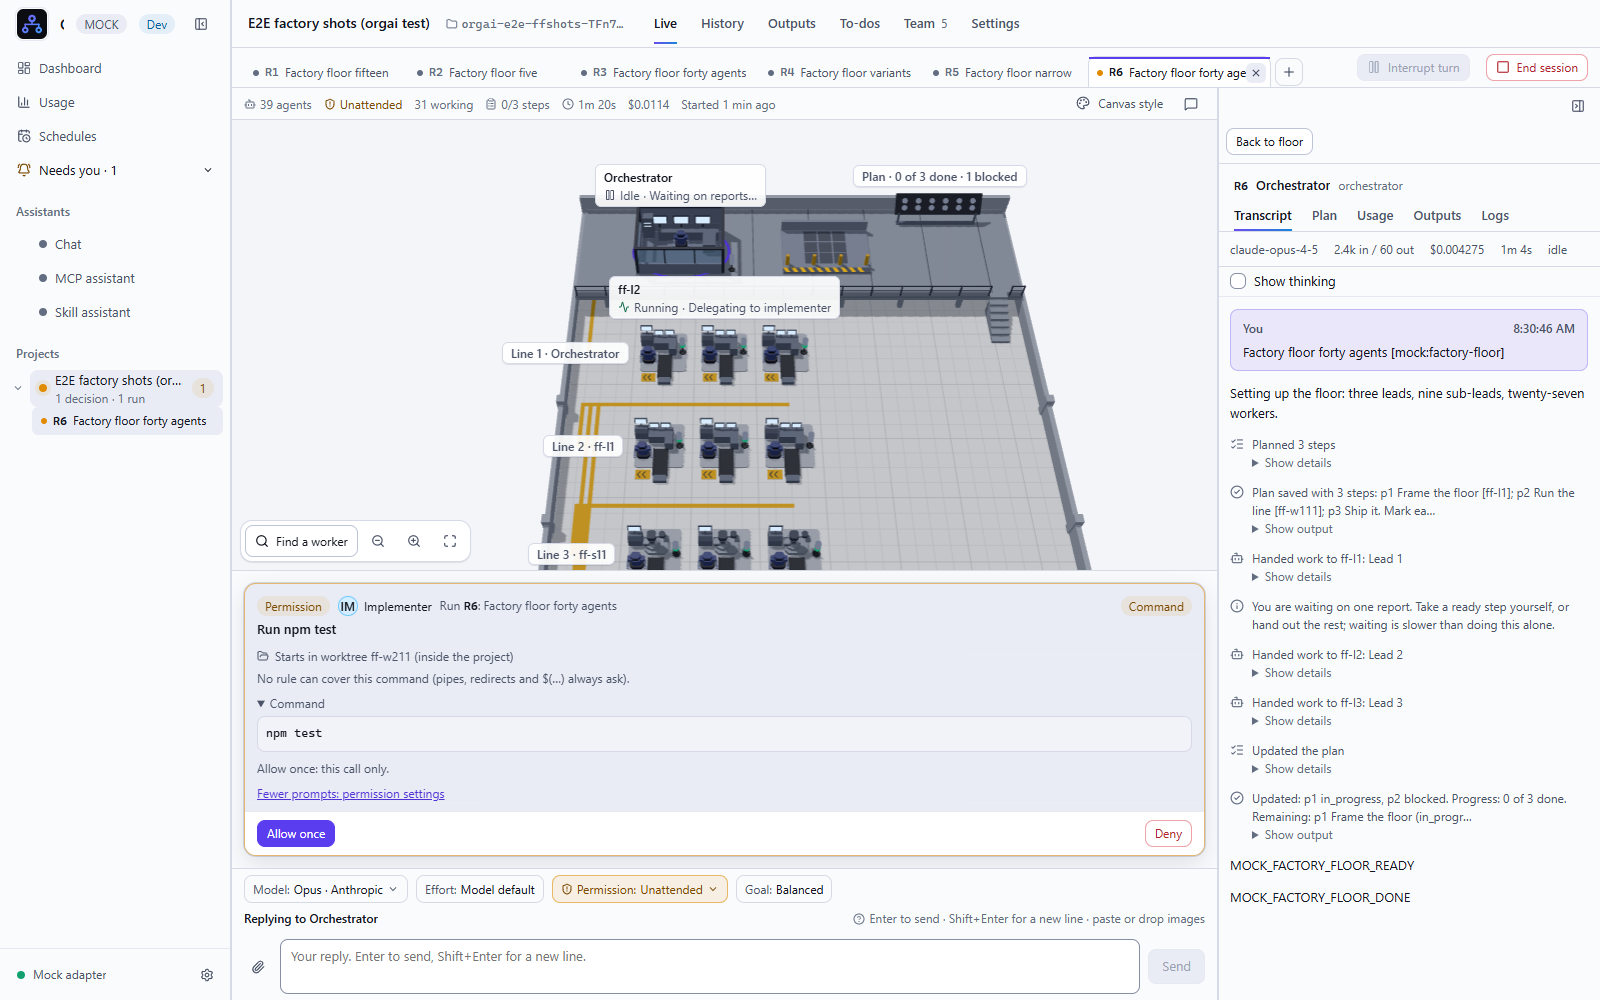 MOCK
Dev
Dashboard
Usage
Schedules
Needs you · 1
Assistants
Chat
MCP assistant
Skill assistant
Projects
E2E factory shots (or...
1
1 decision · 1 run
R6 Factory floor forty agents
Mock adapter
E2E factory shots (orgai test)
orgai-e2e-ffshots-TFn7...
Live
History
Outputs
To-dos
Team 5
Settings
R1 Factory floor fifteen
R2 Factory floor five
R3 Factory floor forty agents
R4 Factory floor variants
R5 Factory floor narrow
R6 Factory floor forty age
Interrupt turn
End session
39 agents
Unattended
31 working
0/3 steps
1m 20s
$0.0114
Started 1 min ago
Canvas style
Orchestrator
Idle · Waiting on reports...
Plan · 0 of 3 done · 1 blocked
ff-l2
Running · Delegating to implementer
Line 1 · Orchestrator
Line 2 · ff-l1
Line 3 · ff-s11
Find a worker
Permission
IM Implementer
Run R6: Factory floor forty agents
Command
Run npm test
Starts in worktree ff-w211 (inside the project)
No rule can cover this command (pipes, redirects and $(...) always ask).
Command
npm test
Allow once: this call only.
Fewer prompts: permission settings
Allow once
Deny
Model: Opus · Anthropic
Effort: Model default
Permission: Unattended
Goal: Balanced
Replying to Orchestrator
Enter to send · Shift+Enter for a new line · paste or drop images
Your reply. Enter to send, Shift+Enter for a new line.
Send
Back to floor
R6 Orchestrator orchestrator
Transcript
Plan
Usage
Outputs
Logs
claude-opus-4-5
2.4k in / 60 out
$0.004275
1m 4s
idle
Show thinking
You
8:30:46 AM
Factory floor forty agents [mock:factory-floor]
Setting up the floor: three leads, nine sub-leads, twenty-seven
workers.
Planned 3 steps
Show details
Plan saved with 3 steps: p1 Frame the floor [ff-l1]; p2 Run the
line [ff-w111]; p3 Ship it. Mark ea...
Show output
Handed work to ff-l1: Lead 1
Show details
You are waiting on one report. Take a ready step yourself, or
hand out the rest; waiting is slower than doing this alone.
Handed work to ff-l2: Lead 2
Show details
Handed work to ff-l3: Lead 3
Show details
Updated the plan
Show details
Updated: p1 in_progress, p2 blocked. Progress: 0 of 3 done.
Remaining: p1 Frame the floor (in_progr...
Show output
MOCK_FACTORY_FLOOR_READY
MOCK_FACTORY_FLOOR_DONE